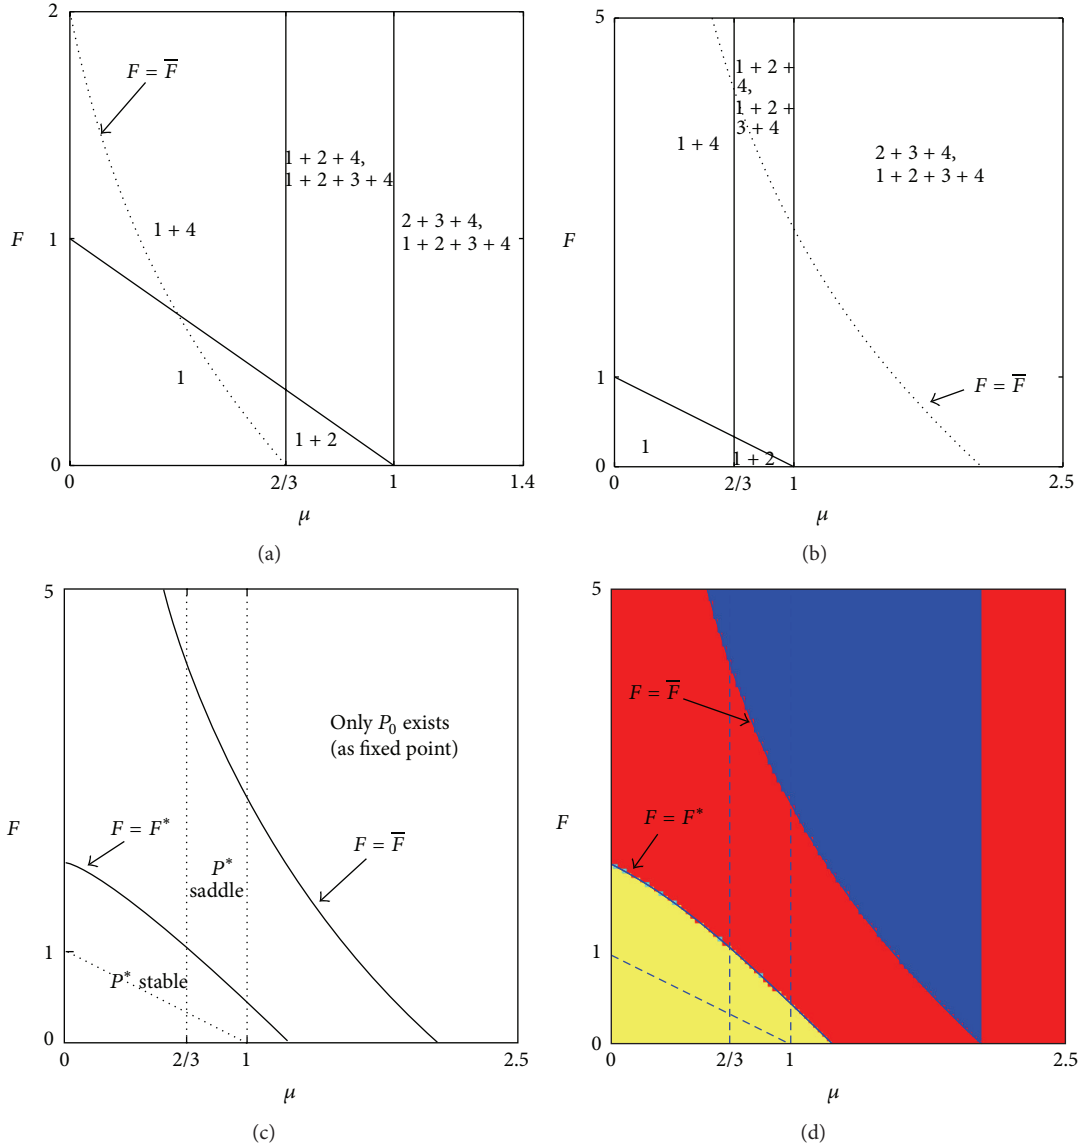 2
F = F̅
1 + 2 + 4,
1 + 2 + 3 + 4
2 + 3 + 4,
1 + 2 + 3 + 4
1 + 4
F
1
1
1 + 2
0
0
2/3
1
1.4
μ
(a)
5
1 + 2 +
4,
1 + 2 +
3 + 4
1 + 4
2 + 3 + 4,
1 + 2 + 3 + 4
F = F̅
1
1
1 + 2
0
0
2/3
1
2.5
μ
(b)
5
Only P₀ exists
(as fixed point)
F = F*
F
F = F̅
P*
saddle
1
P* stable
0
0
2/3
1
2.5
μ
(c)
5
F = F̅
F = F*
F
1
0
0
2/3
1
2.5
μ
(d)